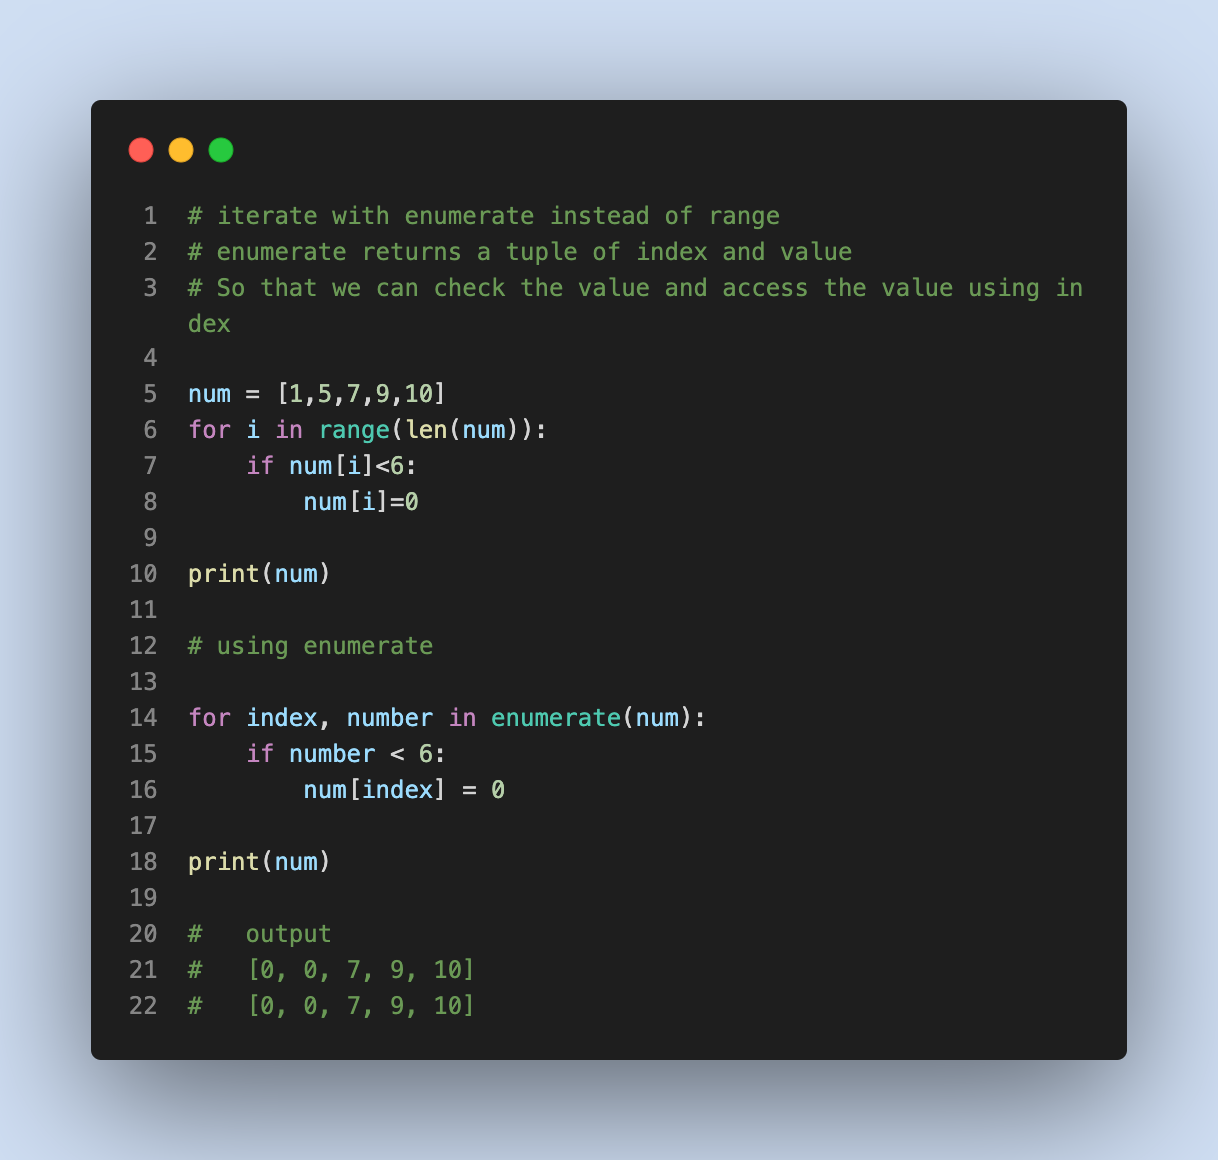 1 # iterate with enumerate instead of range
2 # enumerate returns a tuple of index and value
3 # So that we can check the value and access the value using in
dex
4
5 num = [1,5,7,9,10]
6 for i in range(len(num)):
7     if num[i]<6:
8         num[i]=0
9
10 print(num)
11
12 # using enumerate
13
14 for index, number in enumerate(num):
15     if number < 6:
16         num[index] = 0
17
18 print(num)
19
20 #   output
21 #   [0, 0, 7, 9, 10]
22 #   [0, 0, 7, 9, 10]